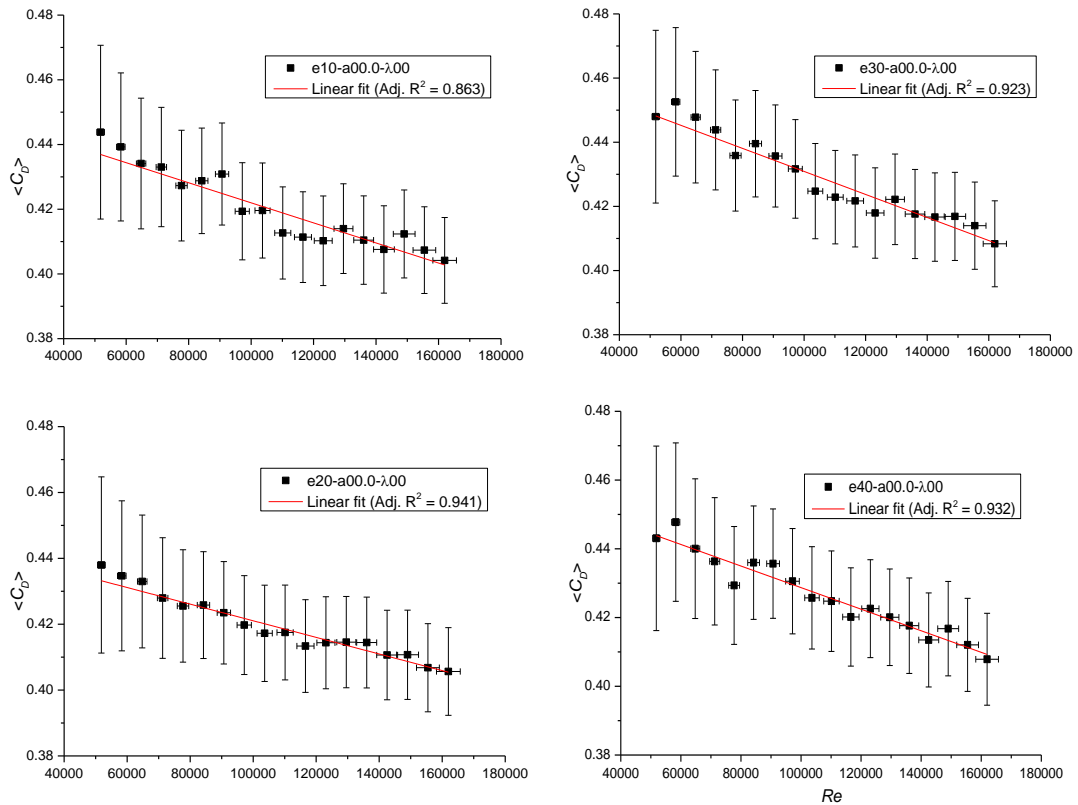 0.48
0.46
0.44
0.42
0.40
0.38
<C_D>
e10-a00.0-λ00
Linear fit (Adj. R² = 0.863)
40000 60000 80000 100000 120000 140000 160000 180000
0.48
0.46
0.44
0.42
0.40
0.38
<C_D>
e30-a00.0-λ00
Linear fit (Adj. R² = 0.923)
40000 60000 80000 100000 120000 140000 160000 180000
0.48
0.46
0.44
0.42
0.40
0.38
<C_D>
e20-a00.0-λ00
Linear fit (Adj. R² = 0.941)
40000 60000 80000 100000 120000 140000 160000 180000
0.48
0.46
0.44
0.42
0.40
0.38
<C_D>
e40-a00.0-λ00
Linear fit (Adj. R² = 0.932)
40000 60000 80000 100000 120000 140000 160000 180000
Re